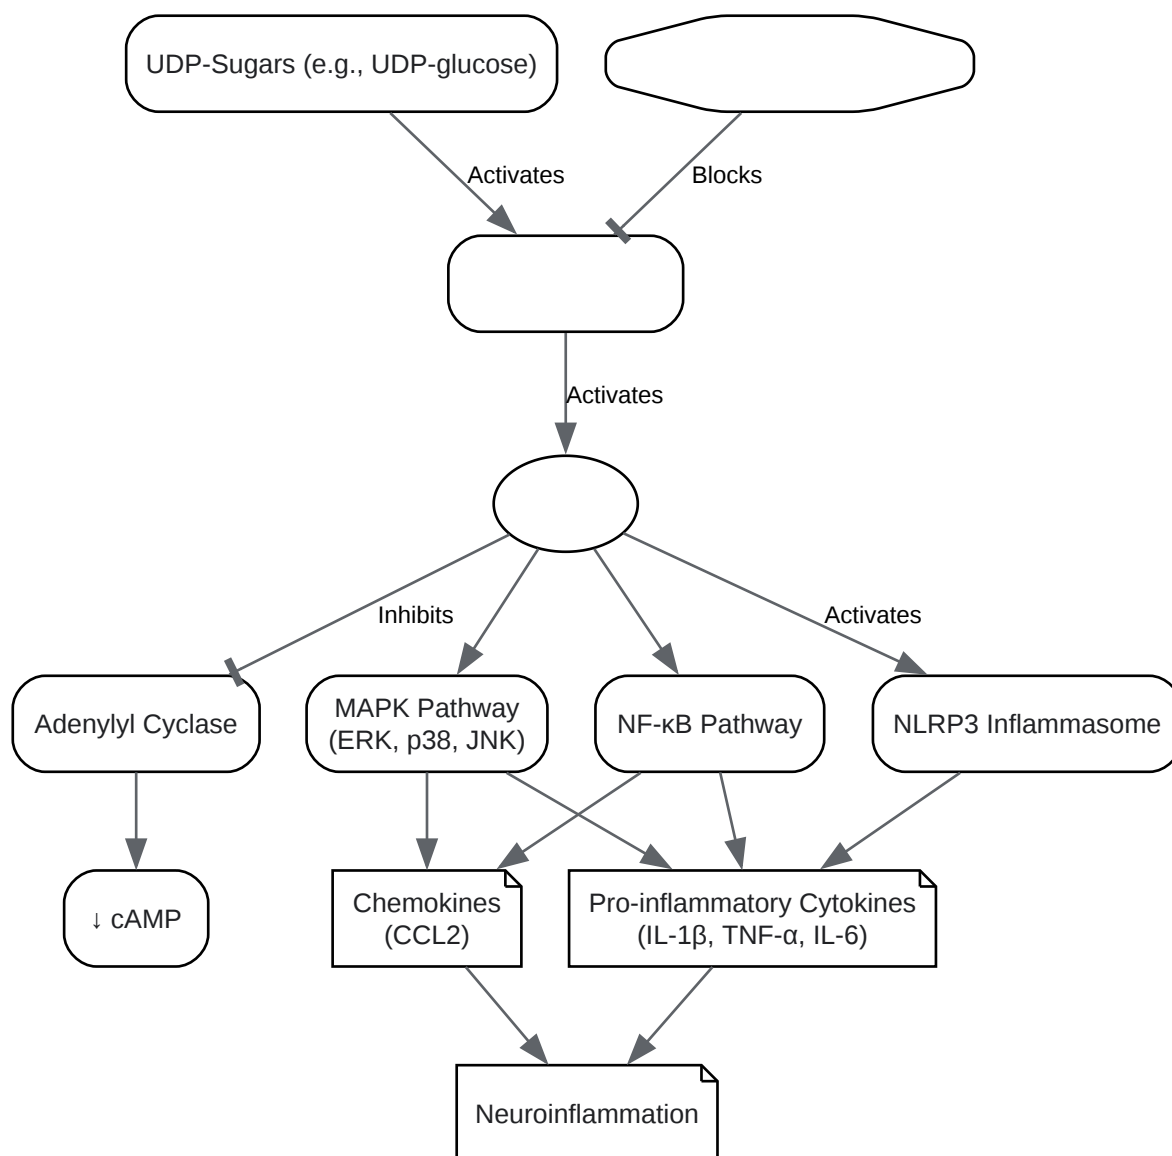 UDP-Sugars (e.g., UDP-glucose)
Activates
Blocks
Activates
Inhibits
Activates
Adenylyl Cyclase
MAPK Pathway
(ERK, p38, JNK)
NF-κB Pathway
NLRP3 Inflammasome
↓ cAMP
Chemokines
(CCL2)
Pro-inflammatory Cytokines
(IL-1β, TNF-α, IL-6)
Neuroinflammation